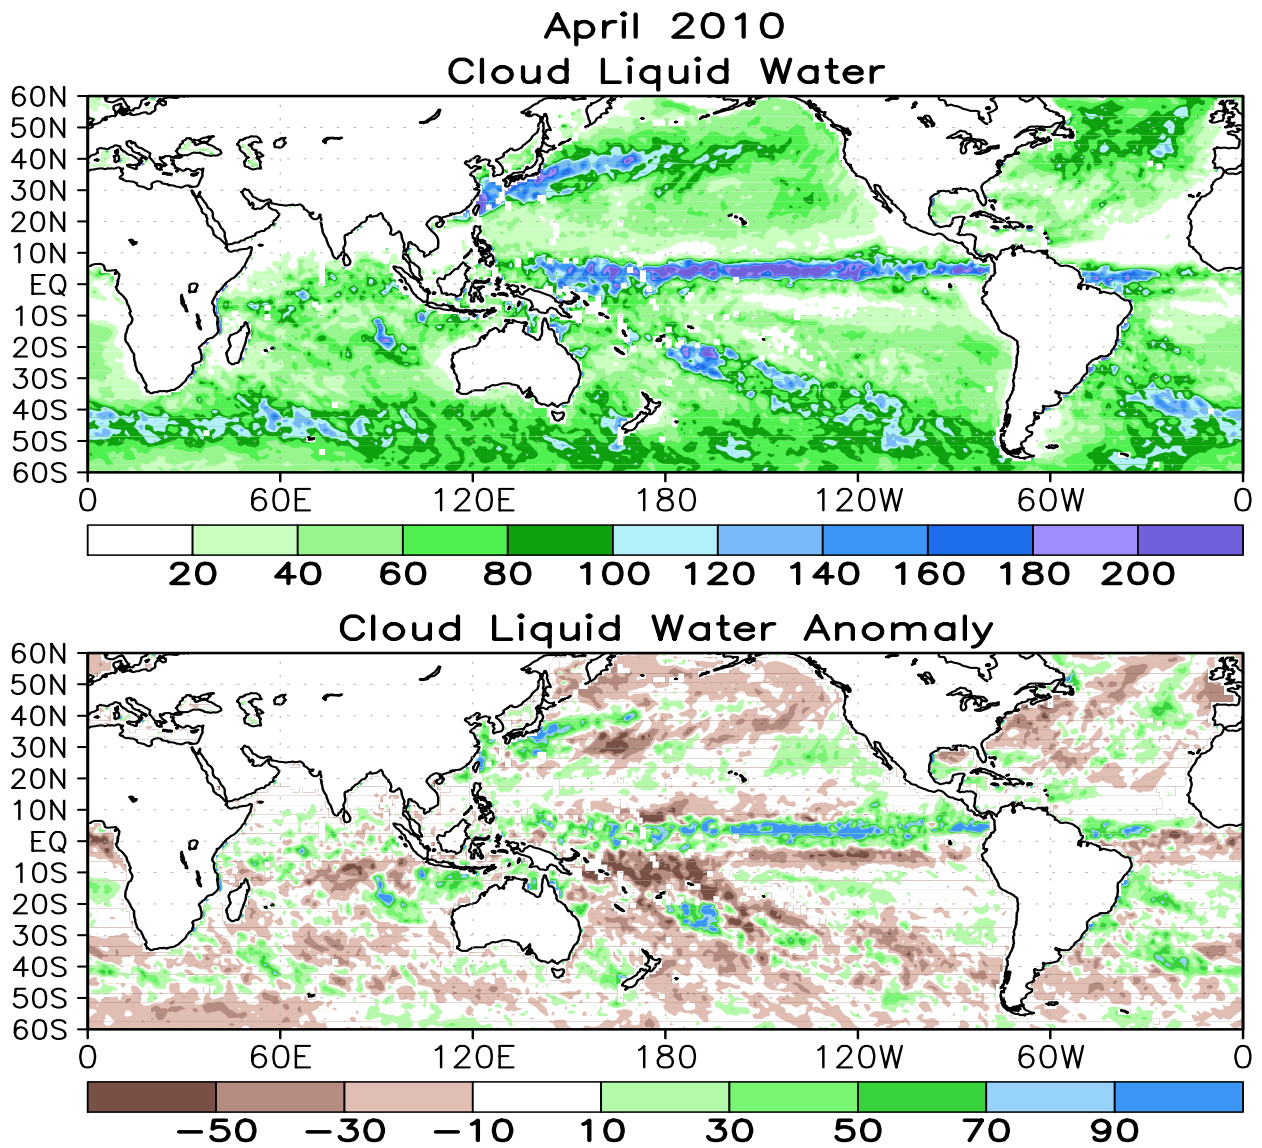 April 2010
Cloud Liquid Water
60N
50N
40N
30N
20N
10N
EQ
10S
20S
30S
40S
50S
60S
0 60E 120E 180 120W 60W 0
20 40 60 80 100 120 140 160 180 200
Cloud Liquid Water Anomaly
60N
50N
40N
30N
20N
10N
EQ
10S
20S
30S
40S
50S
60S
0 60E 120E 180 120W 60W 0
−50 −30 −10 10 30 50 70 90